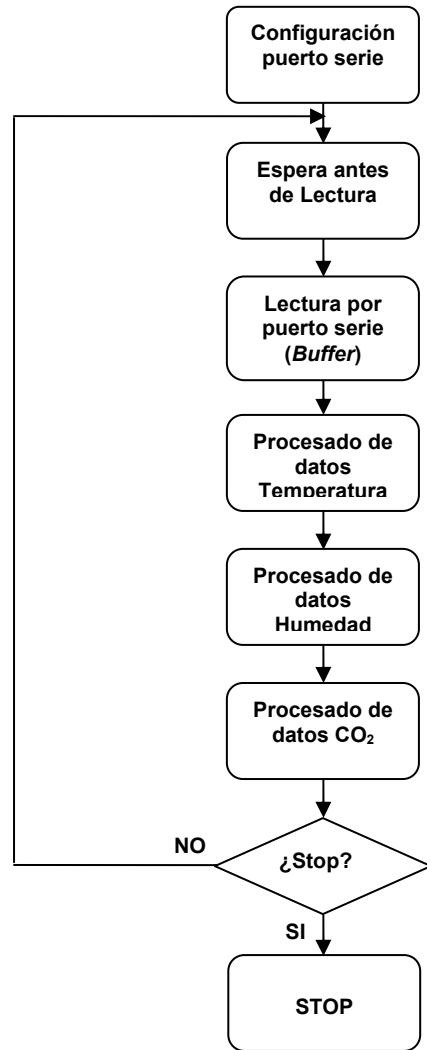 Configuración
puerto serie
Espera antes
de Lectura
Lectura por
puerto serie
(Buffer)
Procesado de
datos
Temperatura
Procesado de
datos
Humedad
Procesado de
datos CO₂
NO
¿Stop?
SI
STOP